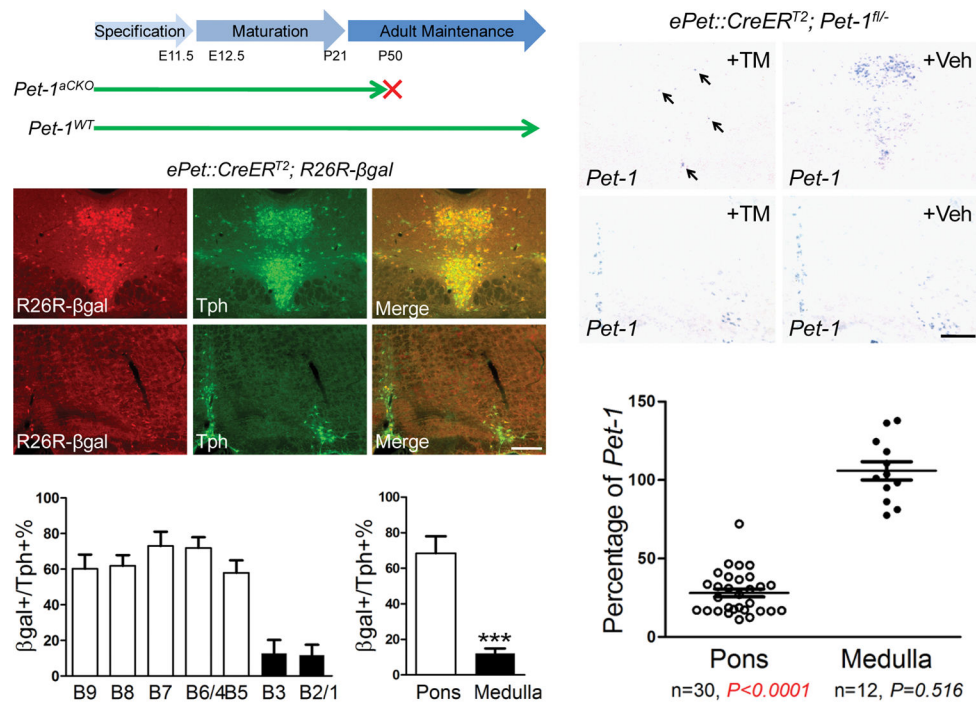 Specification Maturation Adult Maintenance
E11.5 E12.5 P21 P50
Pet-1aCKO
Pet-1WT
ePet::CreERT2; R26R-βgal
R26R-βgal Tph Merge
R26R-βgal Tph Merge
βgal+/Tph+%
100
80
60
40
20
0
B9 B8 B7 B6/4 B5 B3 B2/1
βgal+/Tph+%
100
80
60
40
20
0
***
Pons Medulla
ePet::CreERT2; Pet-1fl/-
+TM +Veh
Pet-1 Pet-1
+TM +Veh
Pet-1 Pet-1
Percentage of Pet-1
150
100
50
0
Pons Medulla
n=30, P<0.0001 n=12, P=0.516